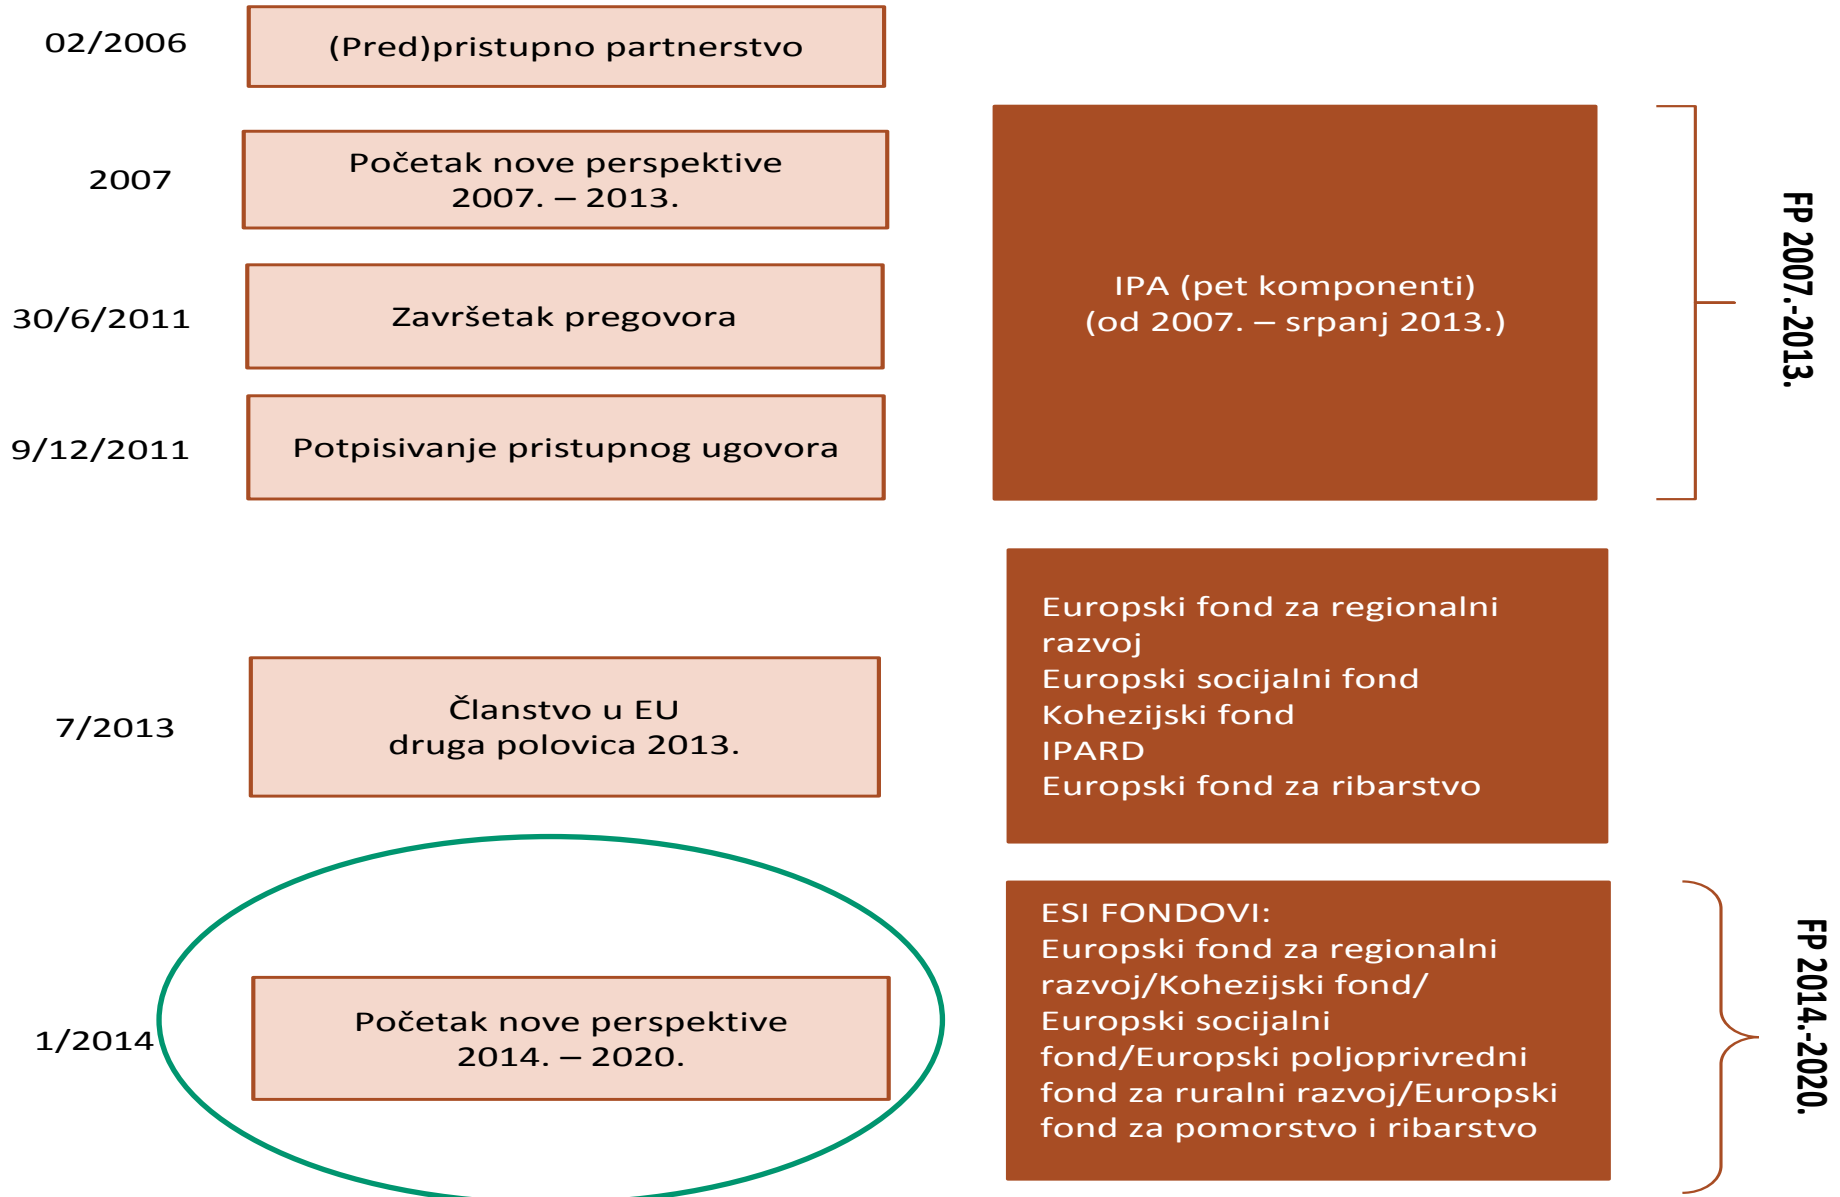 02/2006
(Pred)pristupno partnerstvo
2007
Početak nove perspektive
2007. – 2013.
30/6/2011
Završetak pregovora
9/12/2011
Potpisivanje pristupnog ugovora
IPA (pet komponenti)
(od 2007. – srpanj 2013.)
FP 2007.-2013.
7/2013
Članstvo u EU
druga polovica 2013.
Europski fond za regionalni
razvoj
Europski socijalni fond
Kohezijski fond
IPARD
Europski fond za ribarstvo
1/2014
Početak nove perspektive
2014. – 2020.
ESI FONDOVI:
Europski fond za regionalni
razvoj/Kohezijski fond/
Europski socijalni
fond/Europski poljoprivredni
fond za ruralni razvoj/Europski
fond za pomorstvo i ribarstvo
FP 2014.-2020.